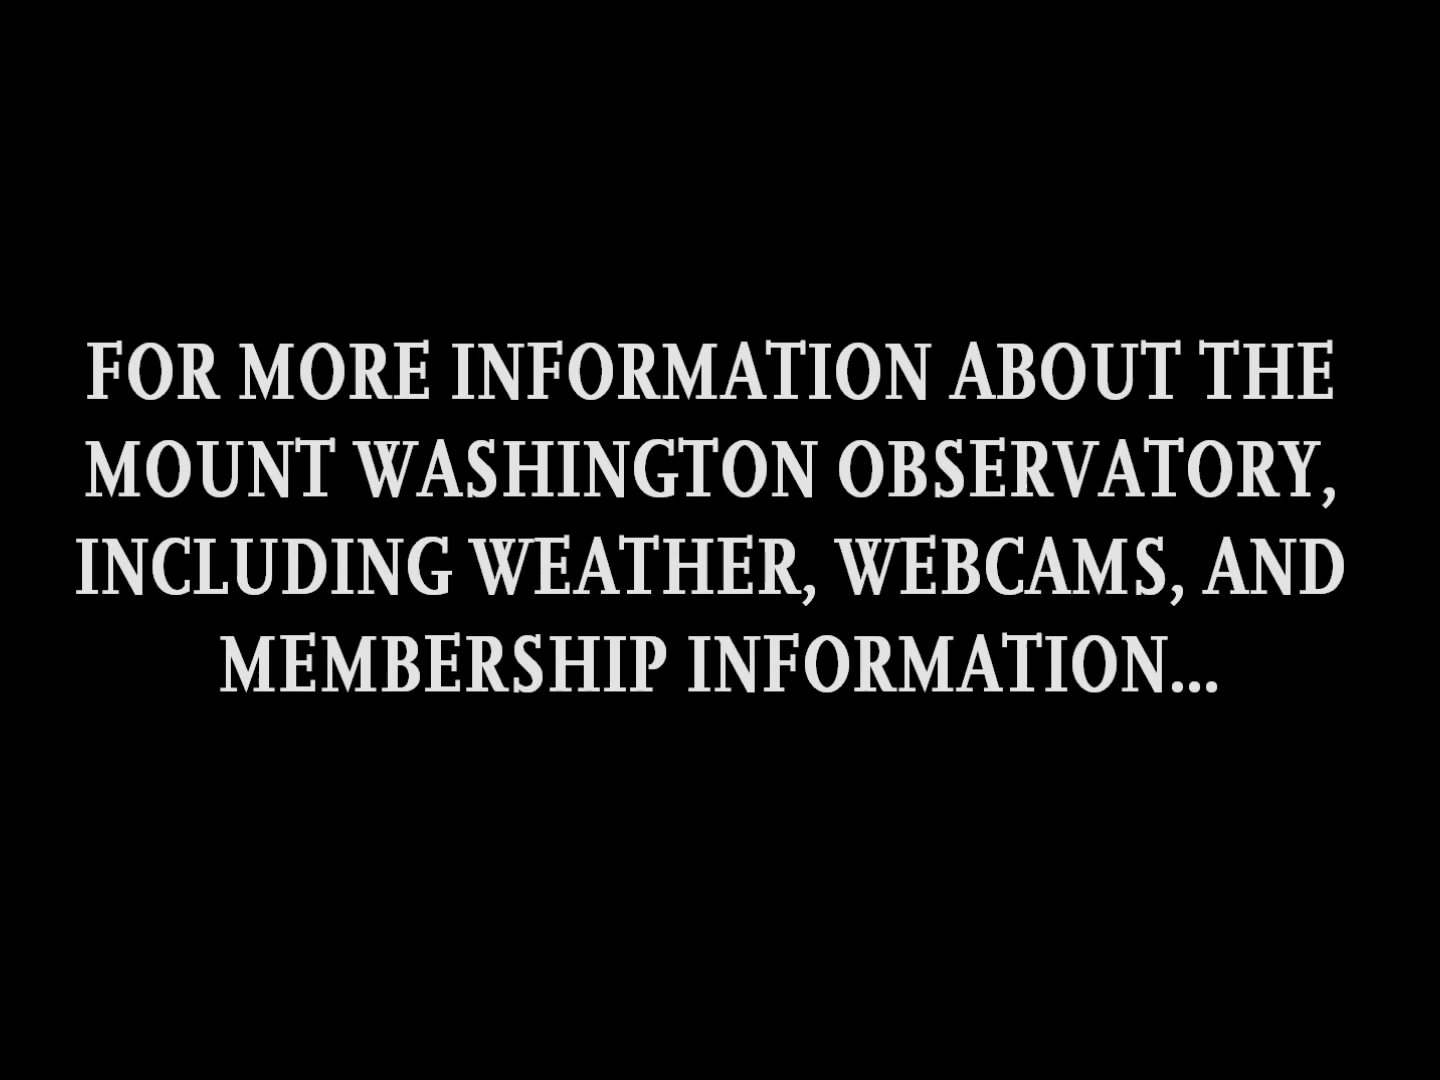 FOR MORE INFORMATION ABOUT THE
MOUNT WASHINGTON OBSERVATORY,
INCLUDING WEATHER, WEBCAMS, AND
MEMBERSHIP INFORMATION...